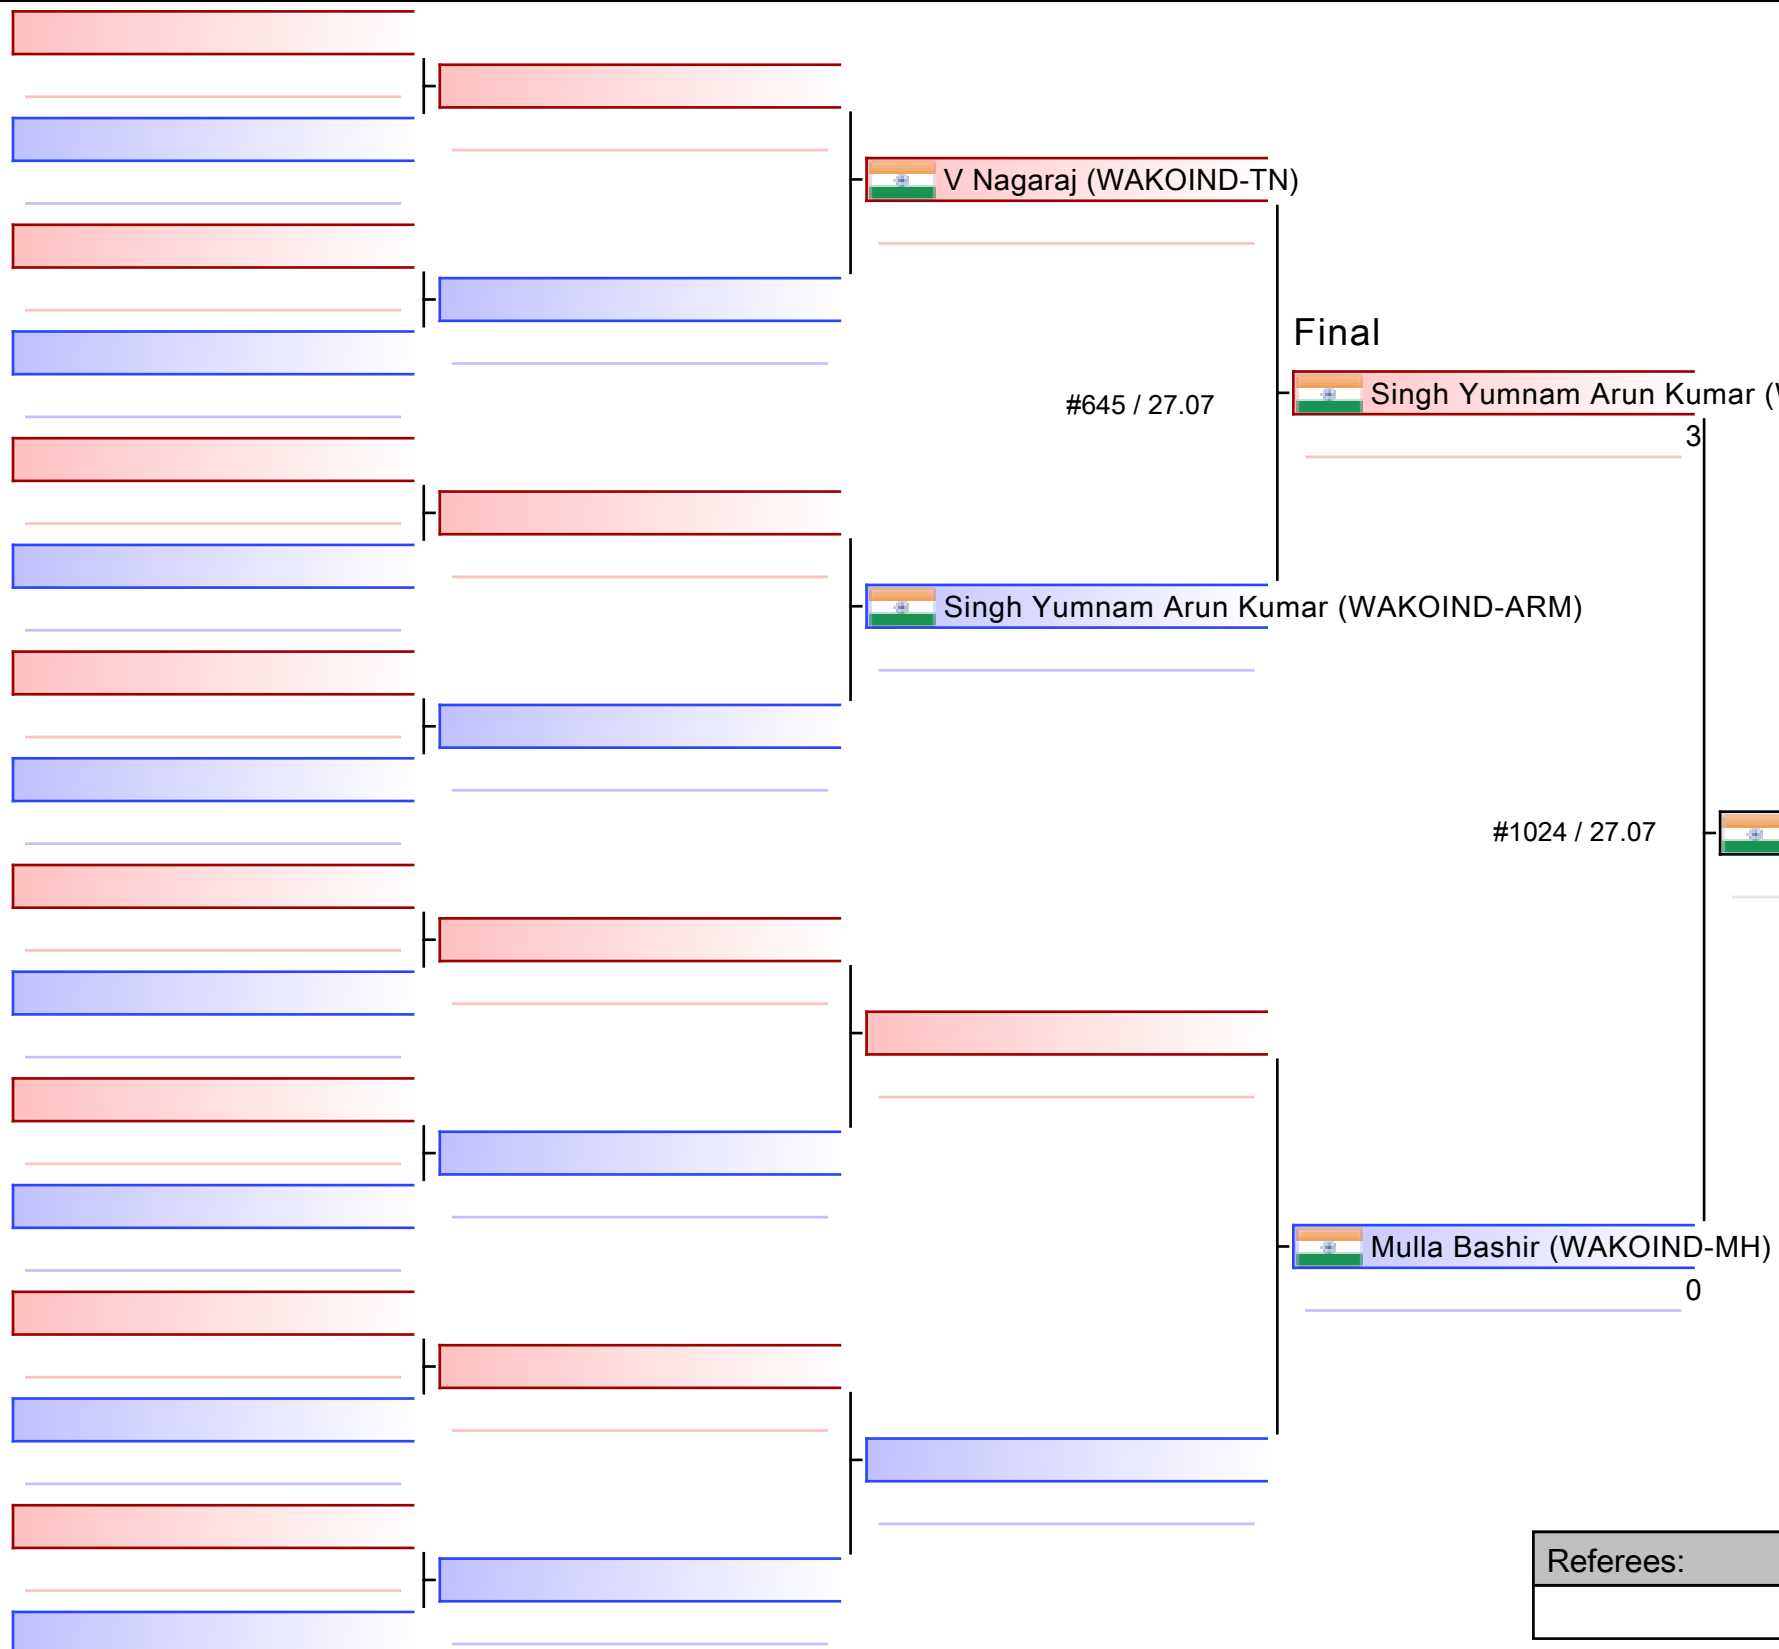 V Nagaraj (WAKOIND-TN)
Final
Singh Yumnam Arun Kumar (
3
#645 / 27.07
Singh Yumnam Arun Kumar (WAKOIND-ARM)
#1024 / 27.07
Mulla Bashir (WAKOIND-MH)
0
Referees: